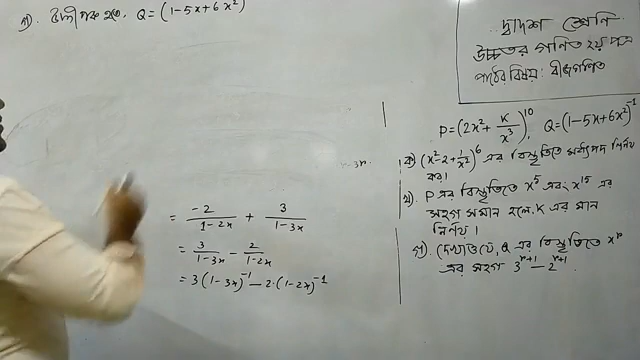 গ) উদ্দীপক হতে, Q = (1-5x+6x²)
= -2/(1-2x) + 3/(1-3x)
= 3/(1-3x) - 2/(1-2x)
= 3(1-3x)⁻¹ - 2·(1-2x)⁻¹
দ্বাদশ শ্রেণি
উচ্চতর গণিত ২য় পত্র
পাঠের বিষয়: বীজগণিত
P = (2x² + K/x³)¹⁰, Q = (1-5x+6x²)⁻¹
ক) (x²-2+1/x²)⁶ এর বিস্তৃতিতে মধ্যপদ নির্ণয়
কর।
খ) P এর বিস্তৃতিতে x⁵ এবং x¹⁵ এর
সহগ সমান হলে, K এর মান
নির্ণয়।
গ) দেখাও যে, Q এর বিস্তৃতিতে xʳ
এর সহগ 3ʳ⁺¹ - 2ʳ⁺¹.